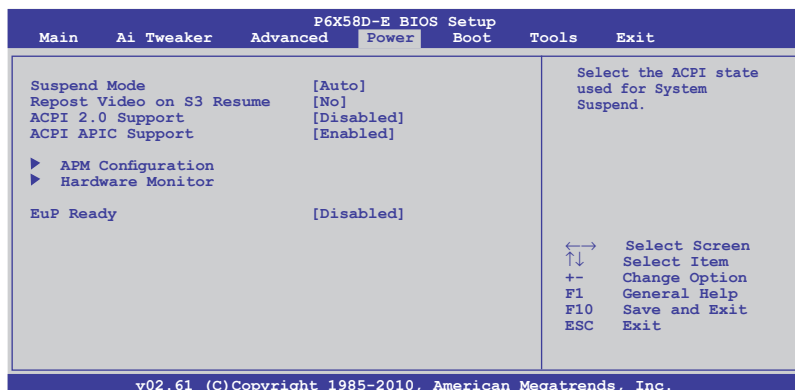 P6X58D-E BIOS Setup
Main Ai Tweaker Advanced Power Boot Tools Exit
Suspend Mode [Auto]
Repost Video on S3 Resume [No]
ACPI 2.0 Support [Disabled]
ACPI APIC Support [Enabled]
APM Configuration
Hardware Monitor
EuP Ready [Disabled]
Select the ACPI state
used for System
Suspend.
←→ Select Screen
↑↓ Select Item
+- Change Option
F1 General Help
F10 Save and Exit
ESC Exit
v02.61 (C)Copyright 1985-2010, American Megatrends, Inc.